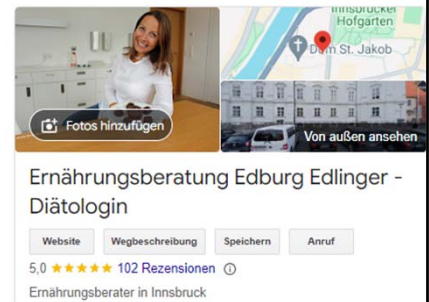 Innsbrucker
Hofgarten
Dom St. Jakob
Fotos hinzufügen
Von außen ansehen
Ernährungsberatung Edburg Edlinger -
Diätologin
Website Wegbeschreibung Speichern Anruf
5,0 ★★★★★ 102 Rezensionen
Ernährungsberater in Innsbruck